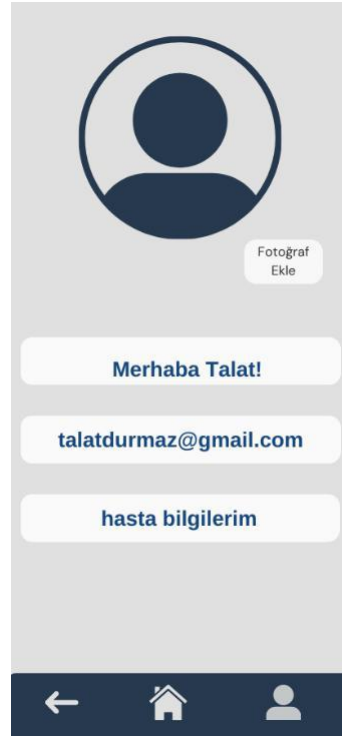 Fotoğraf
Ekle
Merhaba Talat!
talatdurmaz@gmail.com
hasta bilgilerim